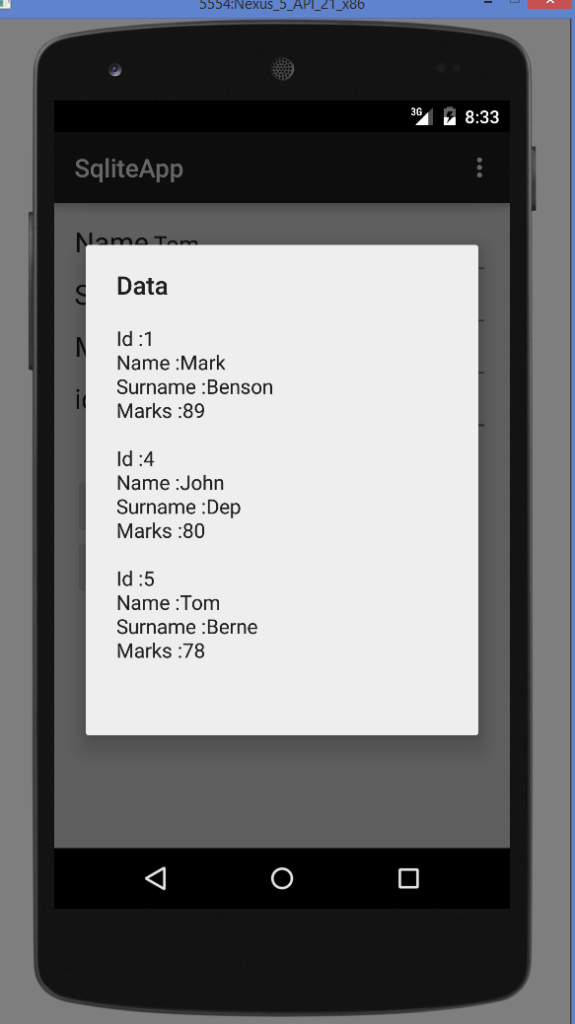 5554:Nexus_5_API_21_x86
3G 8:33
SqliteApp
Name Tom
Data
Id :1
Name :Mark
Surname :Benson
Marks :89
Id :4
Name :John
Surname :Dep
Marks :80
Id :5
Name :Tom
Surname :Berne
Marks :78